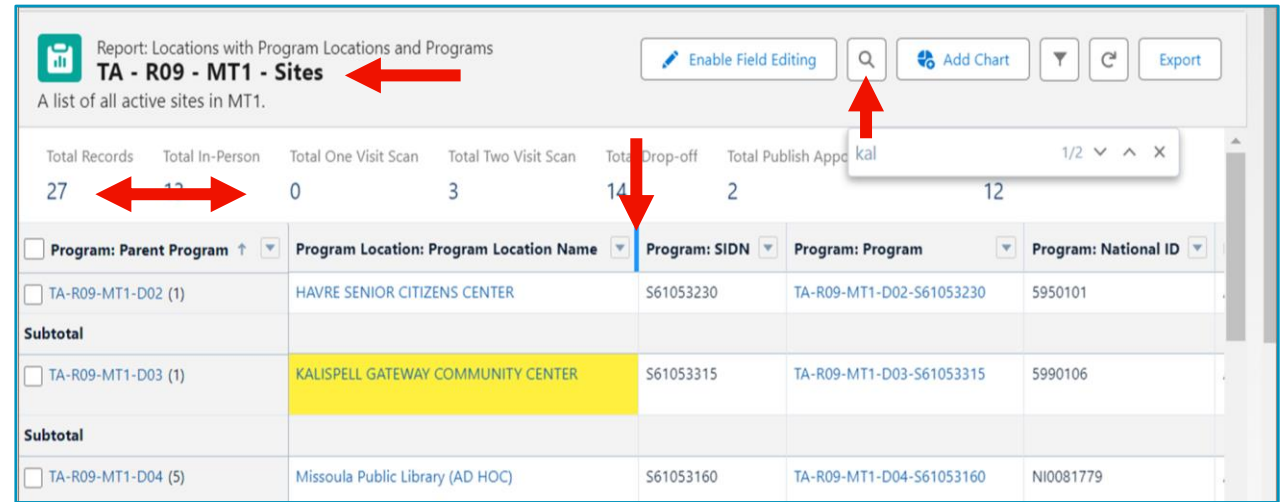 Report: Locations with Program Locations and Programs
TA - R09 - MT1 - Sites
A list of all active sites in MT1.
Enable Field Editing
Add Chart
Export
kal 1/2
Total Records Total In-Person Total One Visit Scan Total Two Visit Scan Total Drop-off Total Publish
27 0 3 14 2 12
Program: Parent Program ↑ Program Location: Program Location Name Program: SIDN Program: Program Program: National ID
TA-R09-MT1-D02 (1) HAVRE SENIOR CITIZENS CENTER S61053230 TA-R09-MT1-D02-S61053230 5950101
Subtotal
TA-R09-MT1-D03 (1) KALISPELL GATEWAY COMMUNITY CENTER S61053315 TA-R09-MT1-D03-S61053315 5990106
Subtotal
TA-R09-MT1-D04 (5) Missoula Public Library (AD HOC) S61053160 TA-R09-MT1-D04-S61053160 NI0081779